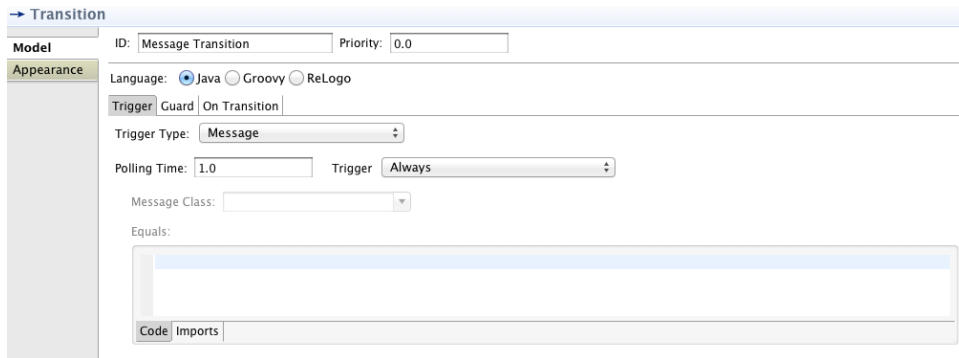 Transition
Model
Appearance
ID: Message Transition Priority: 0.0
Language: Java Groovy ReLogo
Trigger Guard On Transition
Trigger Type: Message
Polling Time: 1.0 Trigger Always
Message Class:
Equals:
Code Imports